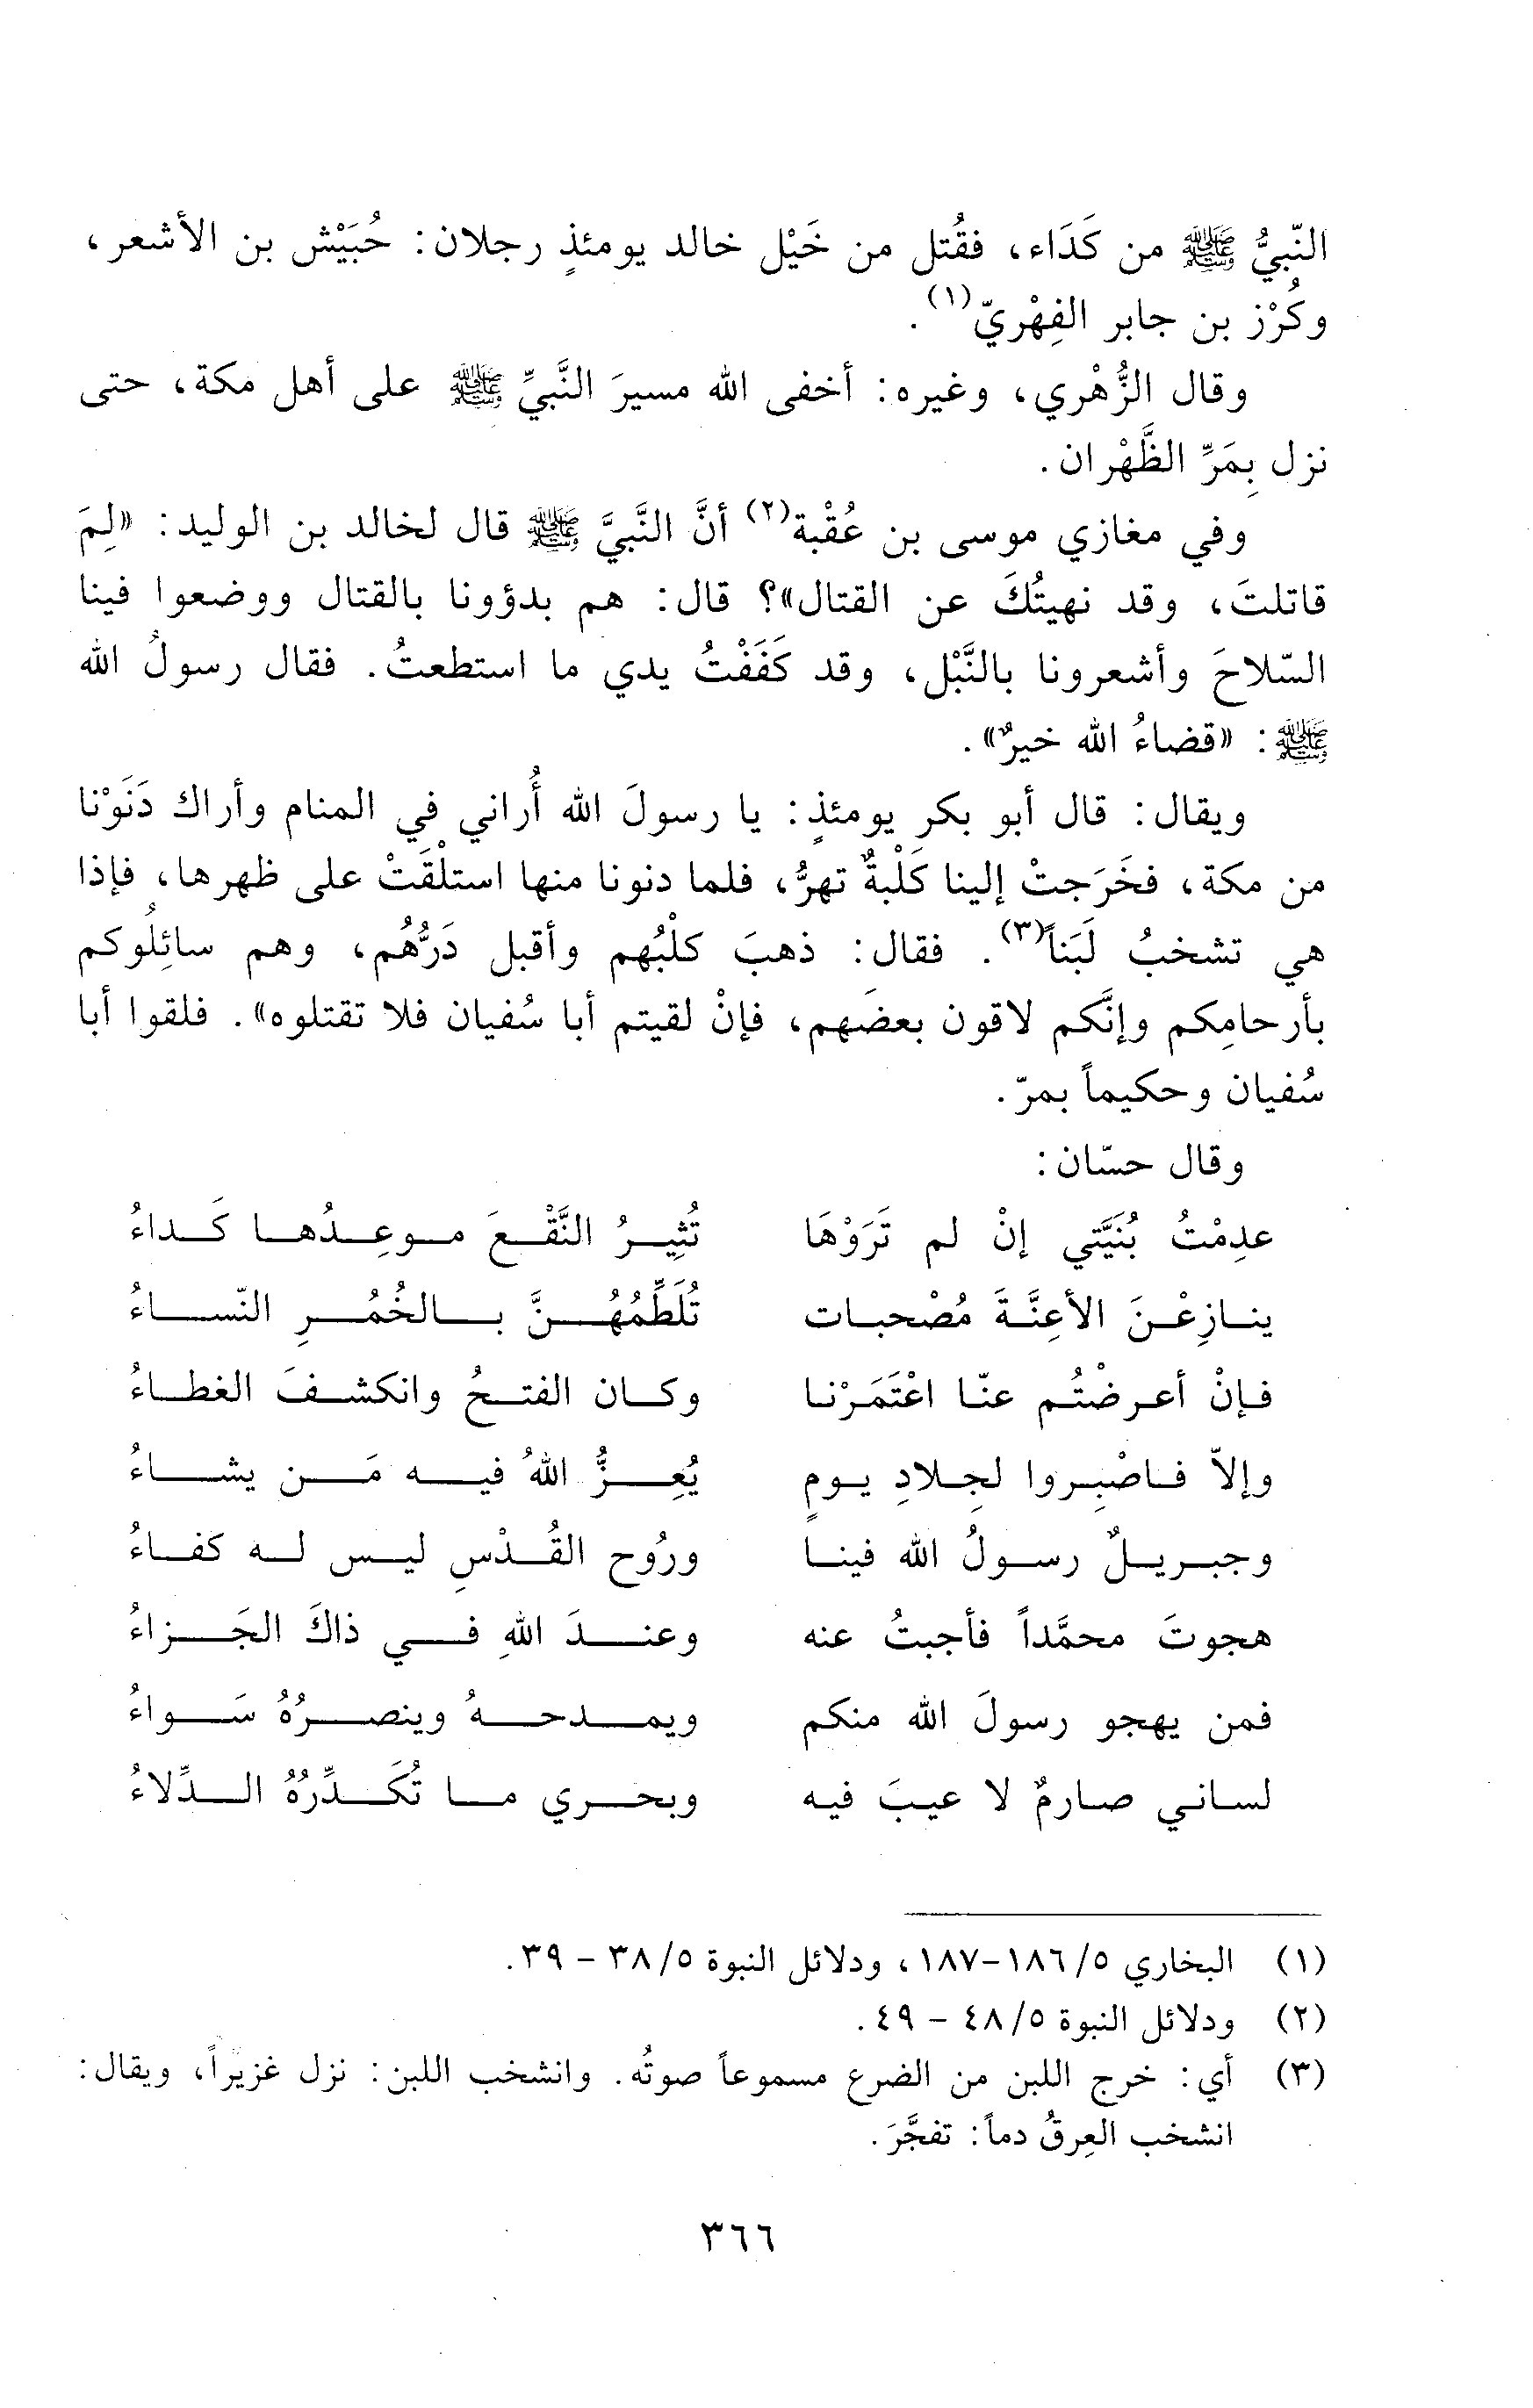 النّبيُّ ﷺ من كَدَاء، فقُتل من خَيْل خالد يومئذٍ رجلان: حُبَيْش بن الأشعر،
وكُرْز بن جابر الفِهْريّ(١).
وقال الزُّهْري، وغيره: أخفى الله مسيرَ النَّبيِّ ﷺ على أهل مكة، حتى
نزل بِمَرِّ الظَّهْران.
وفي مغازي موسى بن عُقْبة(٢) أنَّ النَّبيَّ ﷺ قال لخالد بن الوليد: «لِمَ
قاتلتَ، وقد نهيتُكَ عن القتال»؟ قال: هم بدؤونا بالقتال ووضعوا فينا
السّلاحَ وأشعرونا بالنَّبْل، وقد كَفَفْتُ يدي ما استطعتُ. فقال رسولُ الله
ﷺ: «قضاءُ الله خيرٌ».
ويقال: قال أبو بكر يومئذٍ: يا رسولَ الله أُراني في المنام وأراك دَنَوْنا
من مكة، فخَرَجتْ إلينا كَلْبةٌ تهرُّ، فلما دنونا منها استلْقَتْ على ظهرها، فإذا
هي تشخبُ لَبَناً(٣). فقال: ذهبَ كلْبُهم وأقبل دَرُّهُم، وهم سائِلُوكم
بأرحامِكم وإنَّكم لاقون بعضَهم، فإنْ لقيتم أبا سُفيان فلا تقتلوه». فلقوا أبا
سُفيان وحكيماً بمرّ.
وقال حسّان:
عدِمْتُ بُنَيَّتي إنْ لم تَرَوْهَا تُثِيرُ النَّقْعَ موعِدُها كَداءُ
ينازِعْنَ الأعِنَّةَ مُصْحبات تُلَطِّمُهُنَّ بالخُمُرِ النّساءُ
فإنْ أعرضْتُم عنّا اعْتَمَرْنا وكان الفتحُ وانكشفَ الغطاءُ
وإلاّ فاصْبِروا لجِلادِ يومٍ يُعِزُّ اللهُ فيه مَن يشاءُ
وجبريلٌ رسولُ الله فينا ورُوح القُدْسِ ليس له كفاءُ
هجوتَ محمَّداً فأجبتُ عنه وعندَ اللهِ في ذاكَ الجَزاءُ
فمن يهجو رسولَ الله منكم ويمدحهُ وينصرُهُ سَواءُ
لساني صارمٌ لا عيبَ فيه وبحري ما تُكَدِّرُهُ الدِّلاءُ
(١) البخاري ٥/ ١٨٦-١٨٧، ودلائل النبوة ٥/ ٣٨ - ٣٩.
(٢) ودلائل النبوة ٥/ ٤٨ - ٤٩.
(٣) أي: خرج اللبن من الضرع مسموعاً صوتُه. وانشخب اللبن: نزل غزيراً، ويقال:
انشخب العِرقُ دماً: تفجَّرَ.
٣٦٦